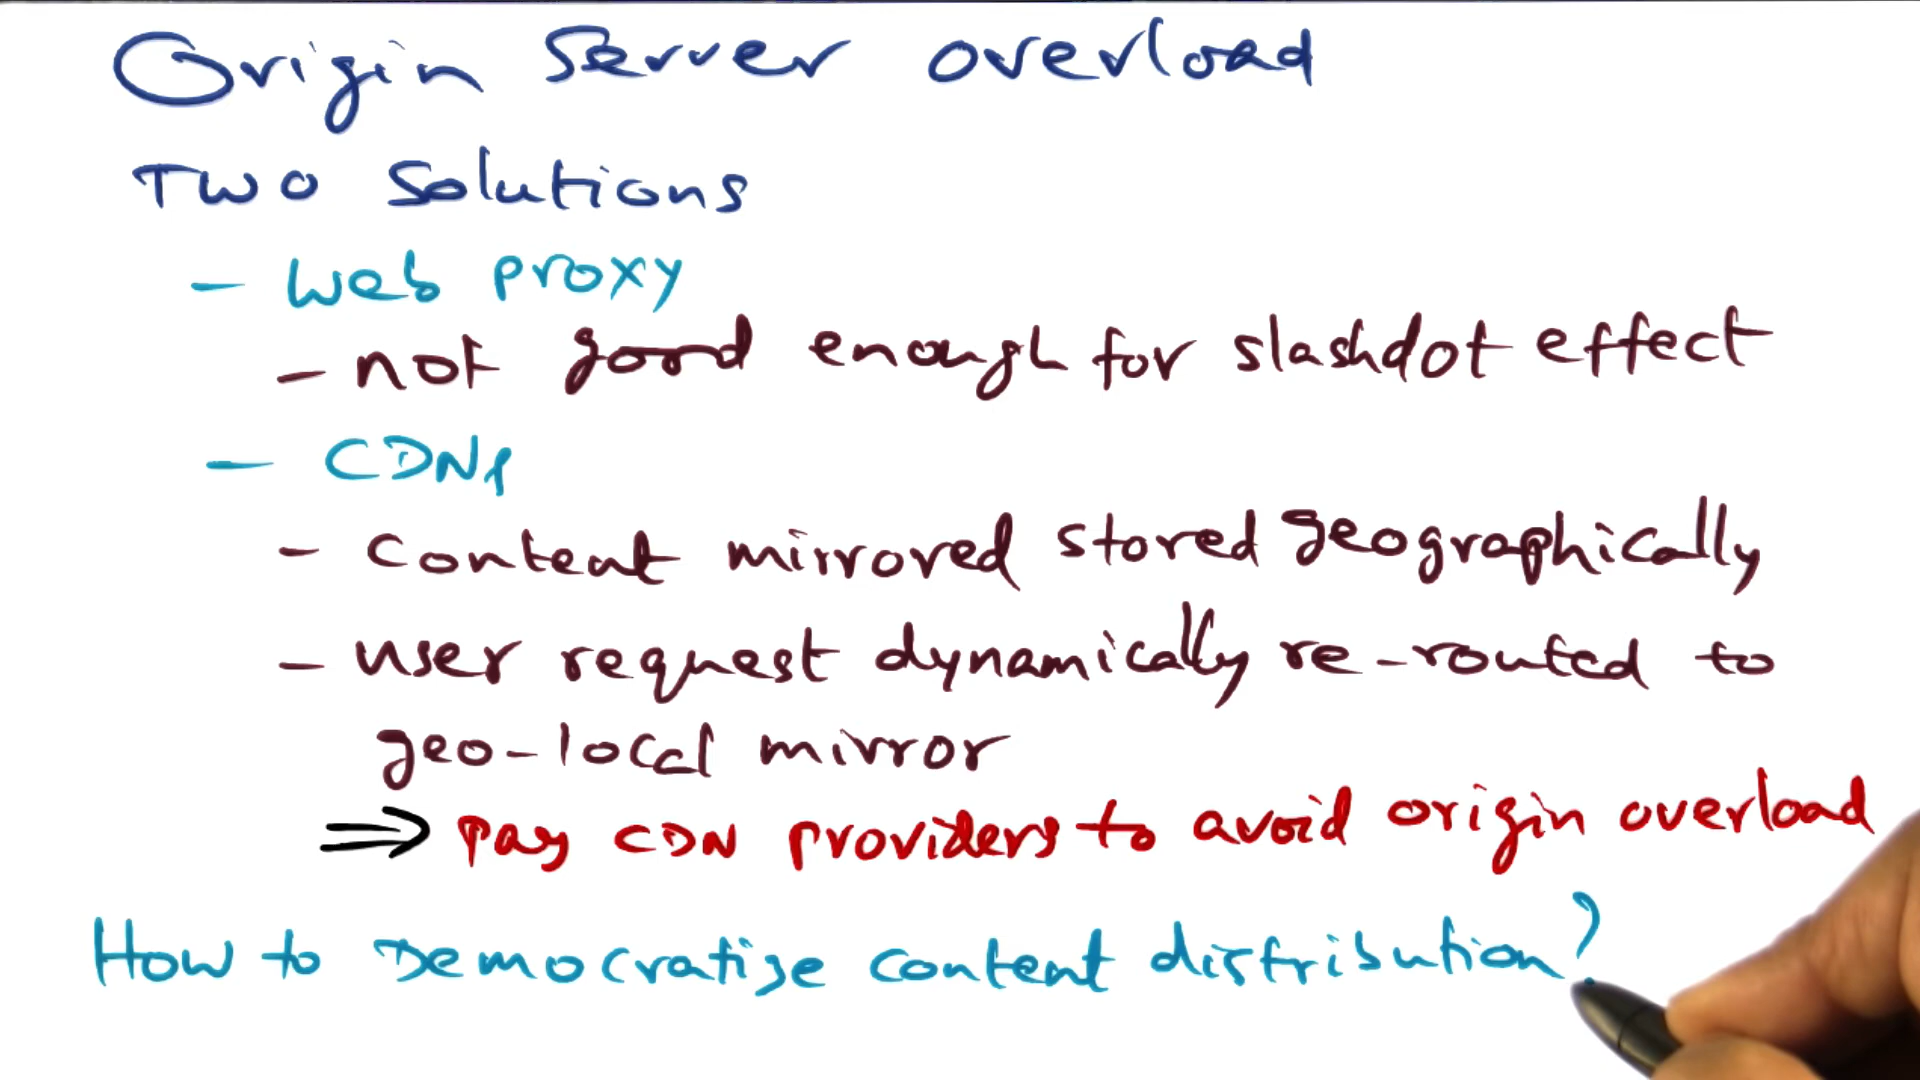 Origin Server overload
Two Solutions
- Web proxy
- not good enough for slashdot effect
- CDNs
- content mirrored stored geographically
- user request dynamically re-routed to
geo-local mirror
⇒ Pay CDN providers to avoid origin overload
How to Democratize content distribution?